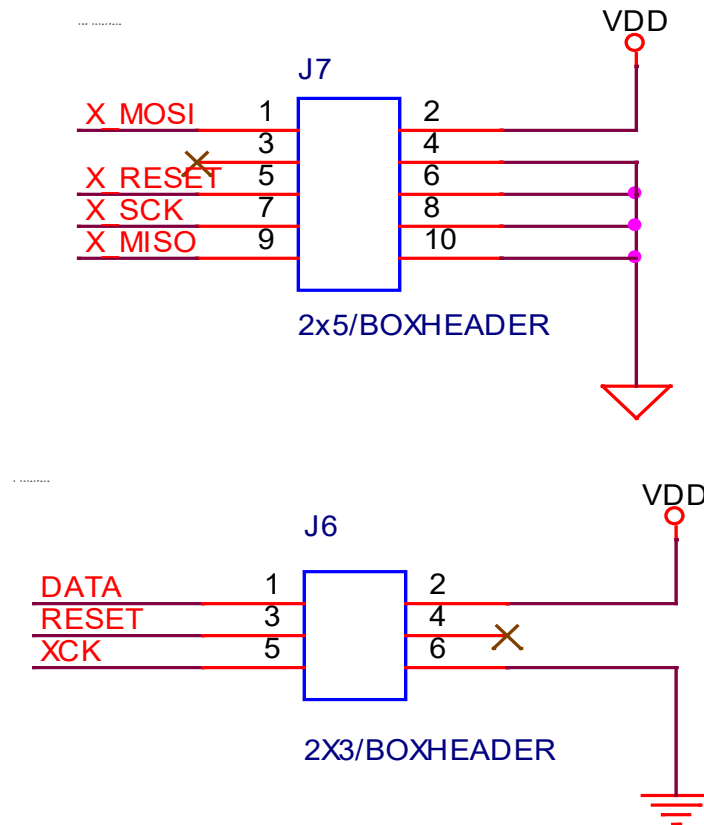 VDD
J7
X_MOSI 1 2
3 4
X_RESET 5 6
X_SCK 7 8
X_MISO 9 10
2x5/BOXHEADER
VDD
J6
DATA 1 2
RESET 3 4
XCK 5 6
2X3/BOXHEADER